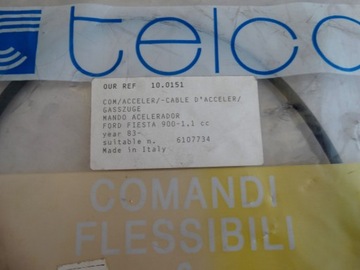 telco
OUR REF 10.0151
COM/ACCELER/-CABLE D'ACCELER/
GASSZUGE
MANDO ACELERADOR
FORD FIESTA 900-1.1 cc
year 83-
suitable n. 6107734
Made in Italy
COMANDI
FLESSIBILI